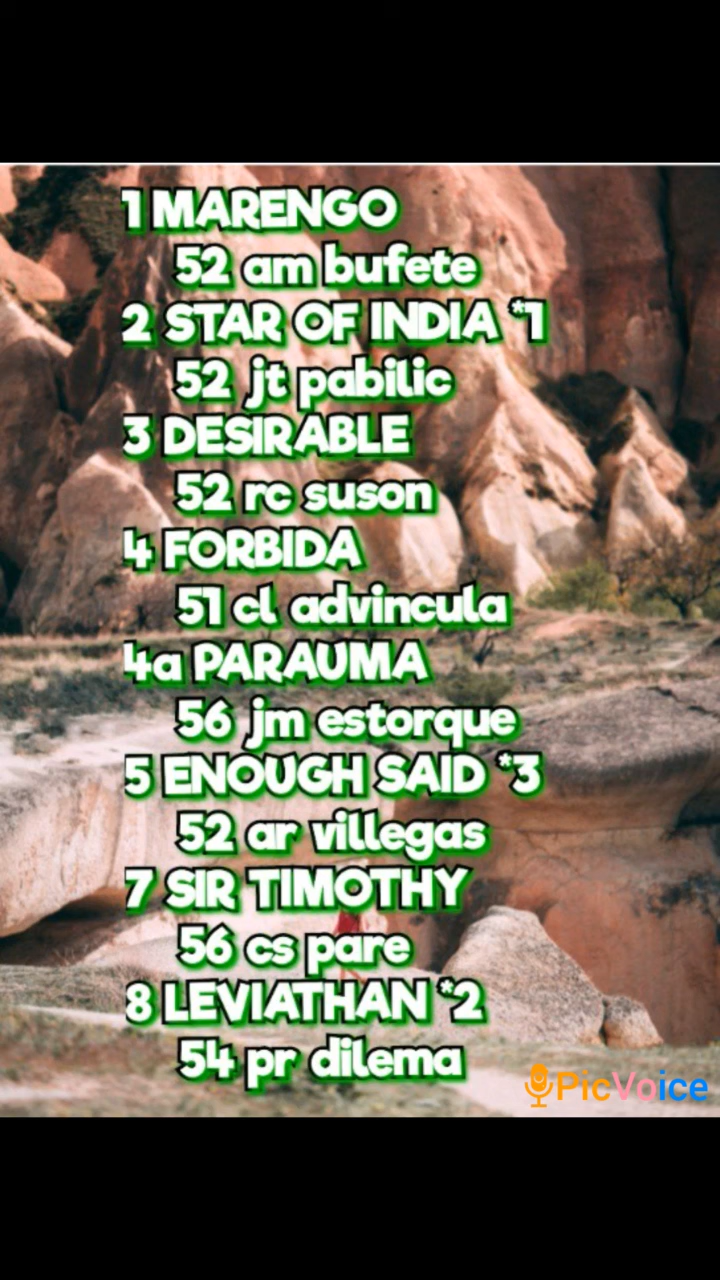 1 MARENGO
52 am bufete
2 STAR OF INDIA *1
52 jt pabilic
3 DESIRABLE
52 rc suson
4 FORBIDA
51 cl advincula
4a PARAUMA
56 jm estorque
5 ENOUGH SAID *3
52 ar villegas
7 SIR TIMOTHY
56 cs pare
8 LEVIATHAN *2
54 pr dilema
PicVoice